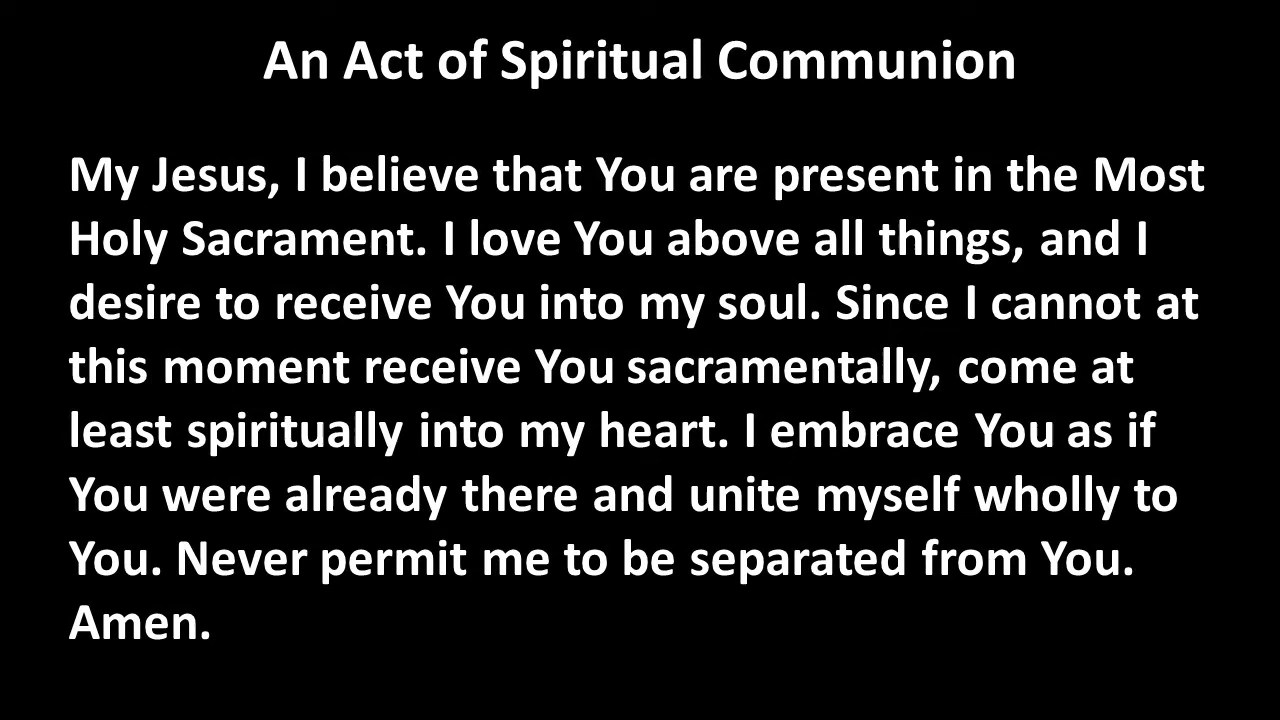 An Act of Spiritual Communion
My Jesus, I believe that You are present in the Most
Holy Sacrament. I love You above all things, and I
desire to receive You into my soul. Since I cannot at
this moment receive You sacramentally, come at
least spiritually into my heart. I embrace You as if
You were already there and unite myself wholly to
You. Never permit me to be separated from You.
Amen.